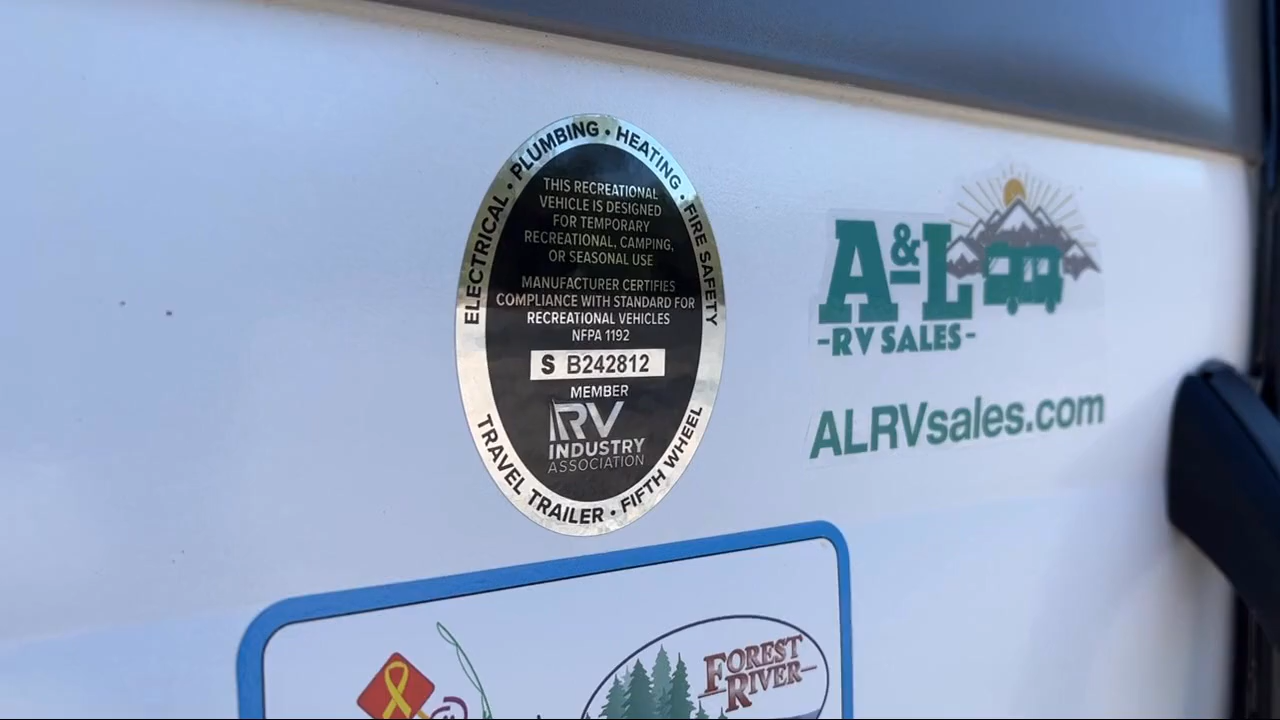 ELECTRICAL • PLUMBING • HEATING • FIRE SAFETY
THIS RECREATIONAL
VEHICLE IS DESIGNED
FOR TEMPORARY
RECREATIONAL, CAMPING,
OR SEASONAL USE
MANUFACTURER CERTIFIES
COMPLIANCE WITH STANDARD FOR
RECREATIONAL VEHICLES
NFPA 1192
S B242812
MEMBER
RV
INDUSTRY
ASSOCIATION
TRAVEL TRAILER • FIFTH WHEEL
A&L
-RV SALES-
ALRVsales.com
FOREST
RIVER